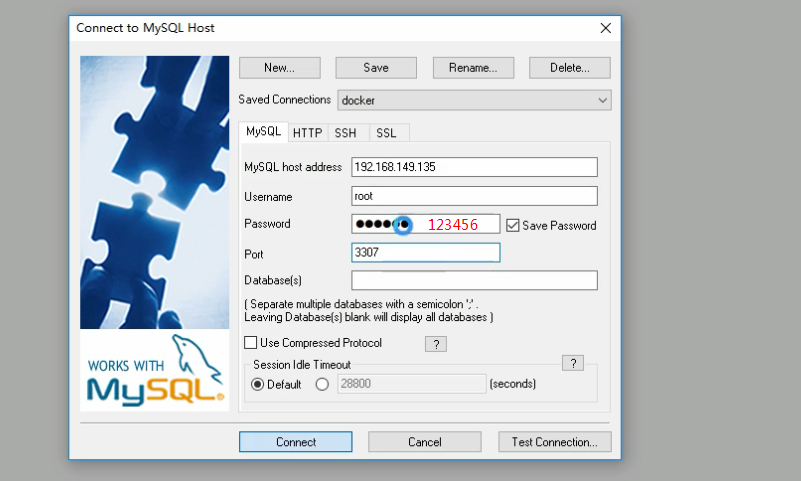 Connect to MySQL Host
New...
Save
Rename...
Delete...
Saved Connections
docker
MySQL
HTTP
SSH
SSL
MySQL host address
192.168.149.135
Username
root
Password
●●●●●●
123456
Save Password
Port
3307
Database(s)
( Separate multiple databases with a semicolon ';' .
Leaving Database(s) blank will display all databases )
Use Compressed Protocol
?
Session Idle Timeout
?
Default
28800
(seconds)
WORKS WITH
MySQL®
Connect
Cancel
Test Connection...